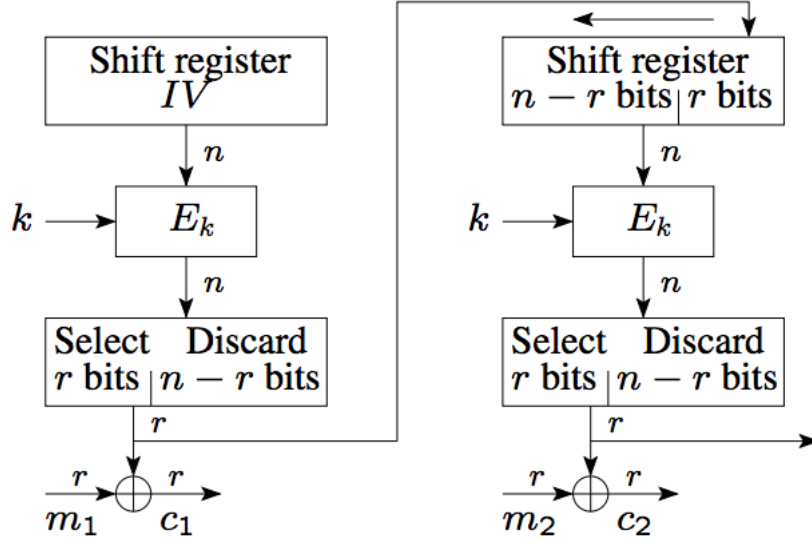 Shift register
IV
n
k
E_k
n
Select Discard
r bits | n − r bits
r
r
r
m_1
c_1
Shift register
n − r bits | r bits
n
k
E_k
n
Select Discard
r bits | n − r bits
r
r
r
m_2
c_2